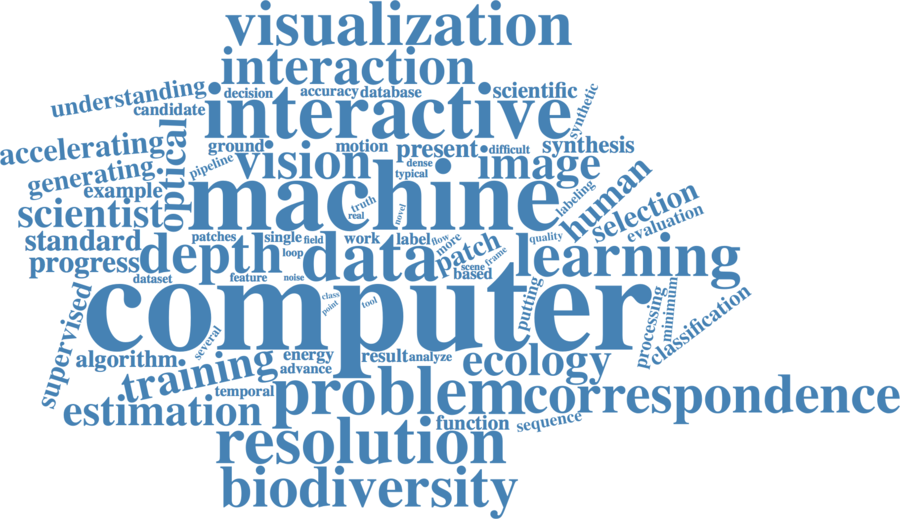 visualization
interaction
understanding
decision
accuracy
database
scientific
candidate
interactive
synthetic
accelerating
optical
ground
motion
present
difficult
synthesis
generating
pipeline
vision
dense
typical
image
example
machine
labeling
human
scientist
truth
real
novel
selection
evaluation
standard
patches
single
field
work
label
flow
more
quality
progress
depth
loop
data
patch
scene
frame
based
learning
dataset
feature
noise
computer
class
point
tool
putting
processing
minimum
classification
supervised
several
algorithm
energy
result
analyze
ecology
training
advance
temporal
estimation
problem
correspondence
function
sequence
resolution
biodiversity